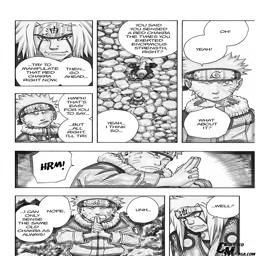 OH!
YEAH!
YOU SAID
YOU SENSED
A RED CHAKRA
THE TIMES YOU
EXERTED
ENORMOUS
STRENGTH,
RIGHT?
YEAH...
I THINK
SO...
WHAT
ABOUT
IT?
THEN...
GO
AHEAD...
...TRY TO
MANIPULATE
THAT RED
CHAKRA
RIGHT NOW.
HMPH!
THAT'S
EASY
FOR YOU
TO SAY...
...BUT
ALL
RIGHT,
I'LL TRY.
HRM!
...WELL?
UNH...
NOPE.
I CAN
ONLY
SENSE
THE SAME
OLD CHAKRA
AS ALWAYS!